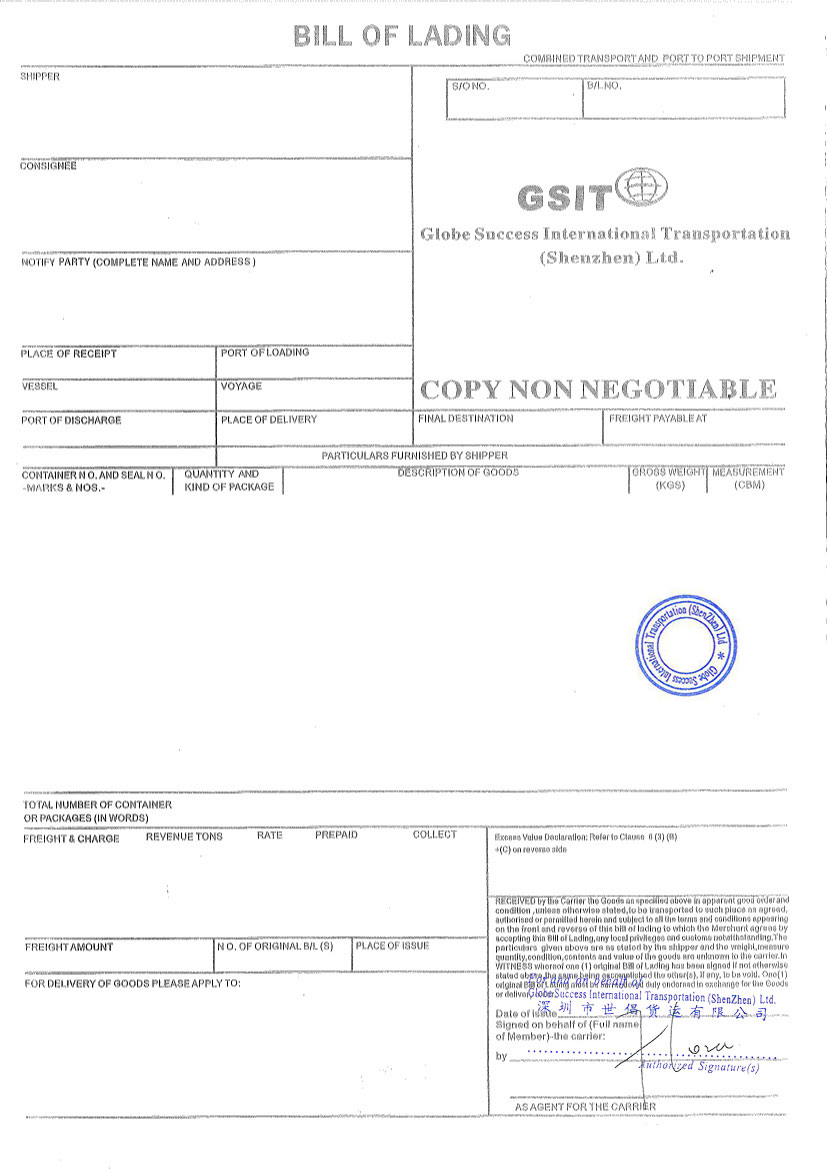 BILL OF LADING
COMBINED TRANSPORT AND PORT TO PORT SHIPMENT
SHIPPER
S/O NO.
B/L NO.
CONSIGNEE
GSIT
Globe Success International Transportation
(Shenzhen) Ltd.
NOTIFY PARTY (COMPLETE NAME AND ADDRESS )
PLACE OF RECEIPT
PORT OF LOADING
VESSEL
VOYAGE
COPY NON NEGOTIABLE
PORT OF DISCHARGE
PLACE OF DELIVERY
FINAL DESTINATION
FREIGHT PAYABLE AT
PARTICULARS FURNISHED BY SHIPPER
CONTAINER N O. AND SEAL N O.
-MARKS & NOS.-
QUANTITY AND
KIND OF PACKAGE
DESCRIPTION OF GOODS
GROSS WEIGHT
(KGS)
MEASUREMENT
(CBM)
Globe Success International Transportation (ShenZhen) Ltd *
TOTAL NUMBER OF CONTAINER
OR PACKAGES (IN WORDS)
FREIGHT & CHARGE
REVENUE TONS
RATE
PREPAID
COLLECT
Excess Value Declaration: Refer to Clause 6 (3) (B)
+(C) on reverse side
RECEIVED by the Carrier the Goods as specified above in apparent good order and
condition ,unless otherwise stated,to be transported to such place as agreed,
authorised or permitted herein and subject to all the terms and conditions appearing
on the front and reverse of this bill of lading to which the Merchant agrees by
accepting this Bill of Lading,any local privileges and customs notwithstanding.The
particulars given above are as stated by the shipper and the weight,measure
quantity,condition,contents and value of the goods are unknown to the carrier.In
WITNESS whereof one (1) original Bill of Lading has been signed if not otherwise
stated above,the same being accomplished the other(s), if any, to be void. One(1)
original Bill of Lading must be surrendered duly endorsed in exchange for the Goods
or delivery order
For and on behalf of
Globe Success International Transportation (ShenZhen) Ltd.
深圳市世倡货运有限公司
FREIGHT AMOUNT
N O. OF ORIGINAL B/L (S)
PLACE OF ISSUE
FOR DELIVERY OF GOODS PLEASE APPLY TO:
Date of issue
Signed on behalf of (Full name
of Member)-the carrier:
by
Authorized Signature(s)
AS AGENT FOR THE CARRIER